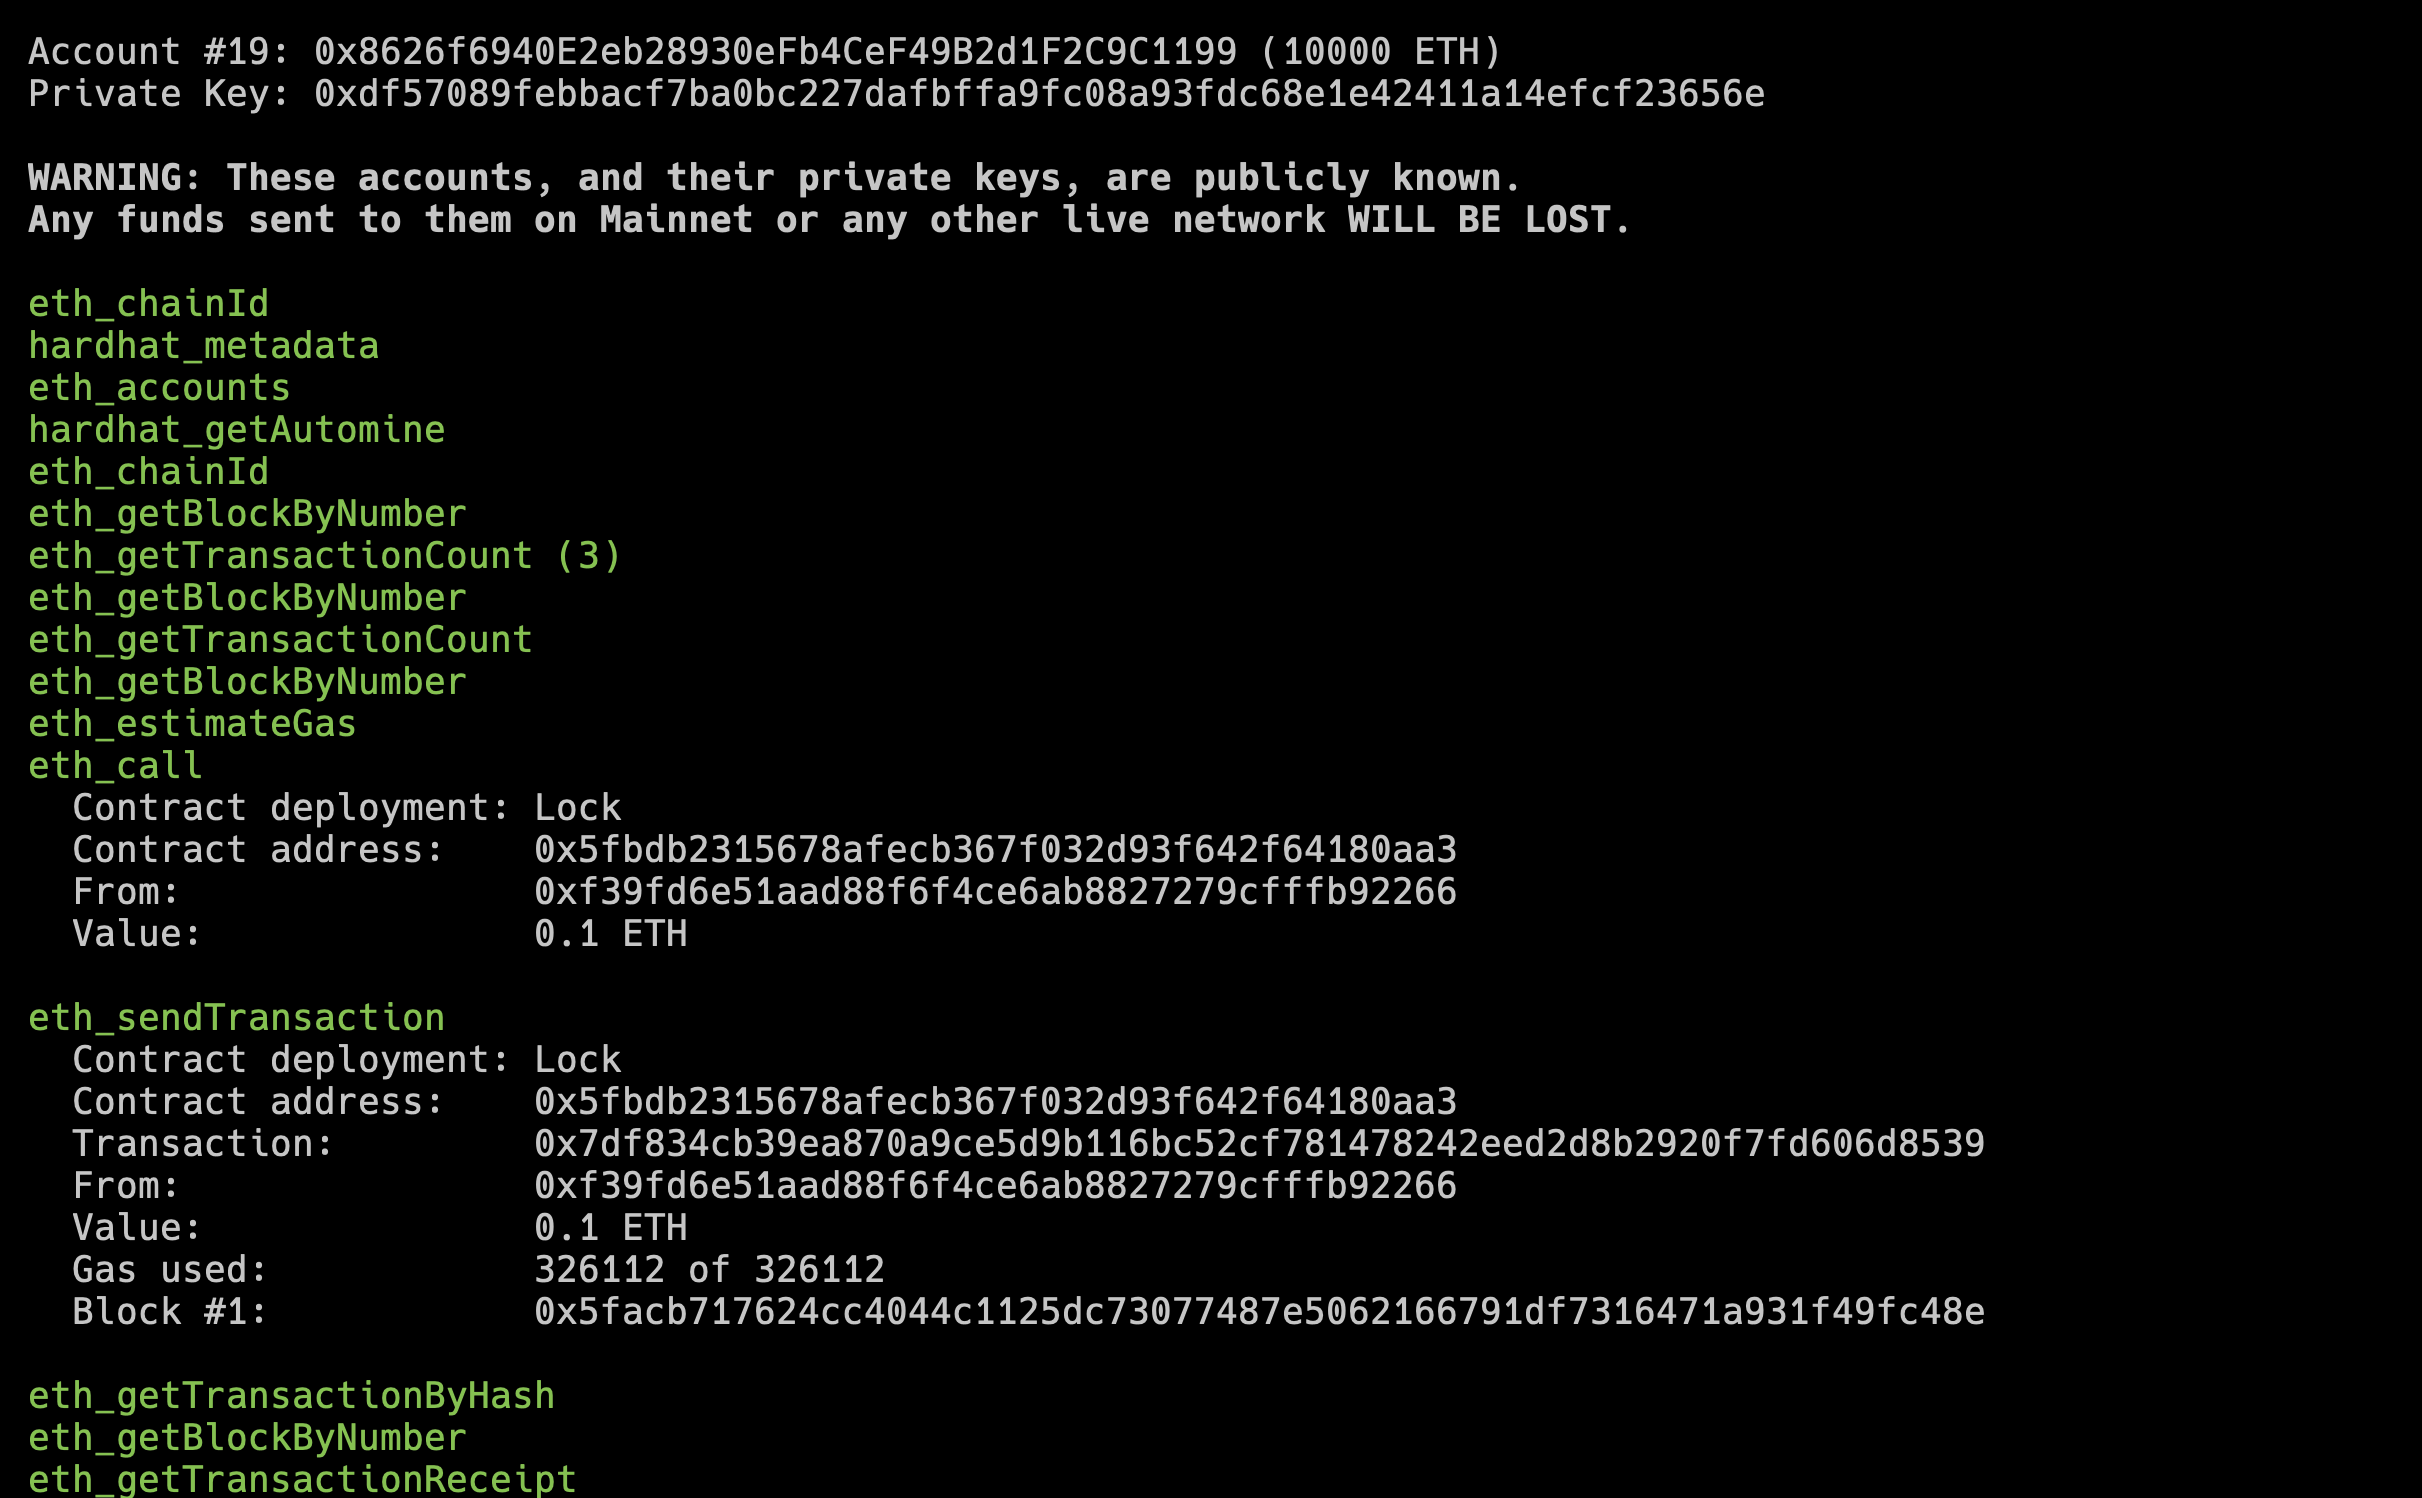 Account #19: 0x8626f6940E2eb28930eFb4CeF49B2d1F2C9C1199 (10000 ETH)
Private Key: 0xdf57089febbacf7ba0bc227dafbffa9fc08a93fdc68e1e42411a14efcf23656e
WARNING: These accounts, and their private keys, are publicly known.
Any funds sent to them on Mainnet or any other live network WILL BE LOST.
eth_chainId
hardhat_metadata
eth_accounts
hardhat_getAutomine
eth_chainId
eth_getBlockByNumber
eth_getTransactionCount (3)
eth_getBlockByNumber
eth_getTransactionCount
eth_getBlockByNumber
eth_estimateGas
eth_call
Contract deployment: Lock
Contract address: 0x5fbdb2315678afecb367f032d93f642f64180aa3
From: 0xf39fd6e51aad88f6f4ce6ab8827279cfffb92266
Value: 0.1 ETH
eth_sendTransaction
Contract deployment: Lock
Contract address: 0x5fbdb2315678afecb367f032d93f642f64180aa3
Transaction: 0x7df834cb39ea870a9ce5d9b116bc52cf781478242eed2d8b2920f7fd606d8539
From: 0xf39fd6e51aad88f6f4ce6ab8827279cfffb92266
Value: 0.1 ETH
Gas used: 326112 of 326112
Block #1: 0x5facb717624cc4044c1125dc73077487e5062166791df7316471a931f49fc48e
eth_getTransactionByHash
eth_getBlockByNumber
eth_getTransactionReceipt